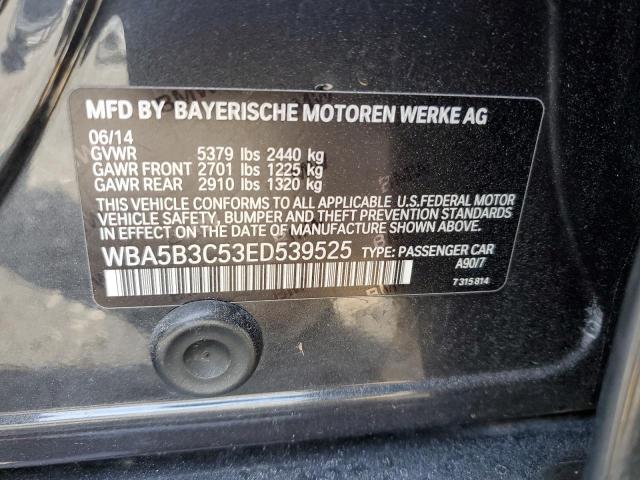 MFD BY BAYERISCHE MOTOREN WERKE AG
06/14
GVWR 5379 lbs 2440 kg
GAWR FRONT 2701 lbs 1225 kg
GAWR REAR 2910 lbs 1320 kg
THIS VEHICLE CONFORMS TO ALL APPLICABLE U.S.FEDERAL MOTOR
VEHICLE SAFETY, BUMPER AND THEFT PREVENTION STANDARDS
IN EFFECT ON THE DATE OF MANUFACTURE SHOWN ABOVE.
WBA5B3C53ED539525 TYPE: PASSENGER CAR
A90/7
7 315 814